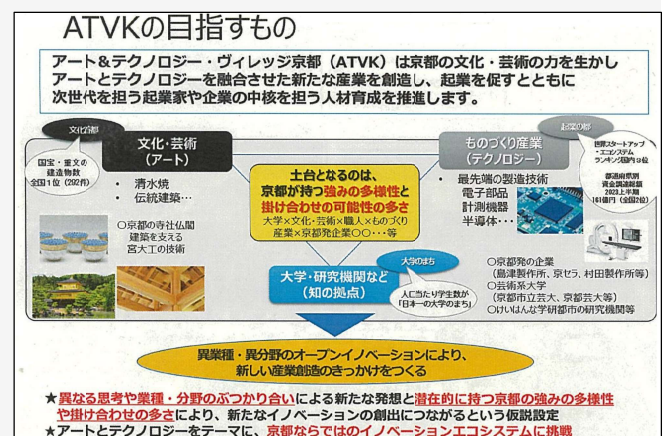 ATVKの目指すもの
アート＆テクノロジー・ヴィレッジ京都（ATVK）は京都の文化・芸術の力を生かし
アートとテクノロジーを融合させた新たな産業を創造し、起業を促すとともに
次世代を担う起業家や企業の中核を担う人材育成を推進します。
文化首都
文化・芸術
（アート）
国宝・重文の
建造物数
全国1位（292件）
・ 清水焼
・ 伝統建築…
○京都の寺社仏閣
建築を支える
宮大工の技術
土台となるのは、
京都が持つ強みの多様性と
掛け合わせの可能性の多さ
大学×文化・芸術×職人×ものづくり
産業×京都発企業○○…等
大学・研究機関など
（知の拠点）
大学のまち
人口当たり学生数が
「日本一の大学のまち」
起業の都
ものづくり産業
（テクノロジー）
世界スタートアップ
・エコシステム
ランキング国内3位
都道府県別
資金調達総額
2023上半期
161億円（全国2位）
・ 最先端の製造技術
電子部品
計測機器
半導体…
○京都発の企業
（島津製作所、京セラ、村田製作所等）
○芸術系大学
（京都市立芸大、京都芸大等）
○けいはんな学研都市の研究機関等
異業種・異分野のオープンイノベーションにより、
新しい産業創造のきっかけをつくる
★異なる思考や業種・分野のぶつかり合いによる新たな発想と潜在的に持つ京都の強みの多様性
や掛け合わせの多さにより、新たなイノベーションの創出につながるという仮説設定
★アートとテクノロジーをテーマに、京都ならではのイノベーションエコシステムに挑戦